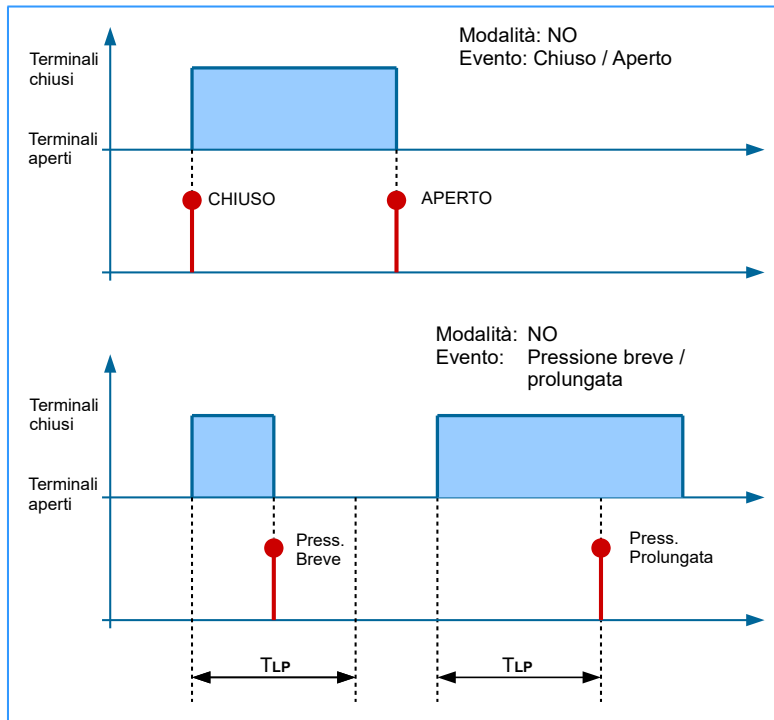 Modalità: NO
Evento: Chiuso / Aperto
Terminali
chiusi
Terminali
aperti
CHIUSO
APERTO
Modalità: NO
Evento: Pressione breve /
prolungata
Terminali
chiusi
Terminali
aperti
Press.
Breve
Press.
Prolungata
TLP
TLP